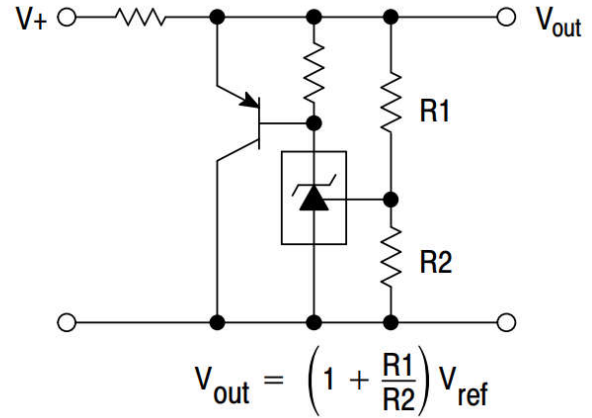 V+
Vout
R1
R2
Vout = (1 + R1/R2) Vref